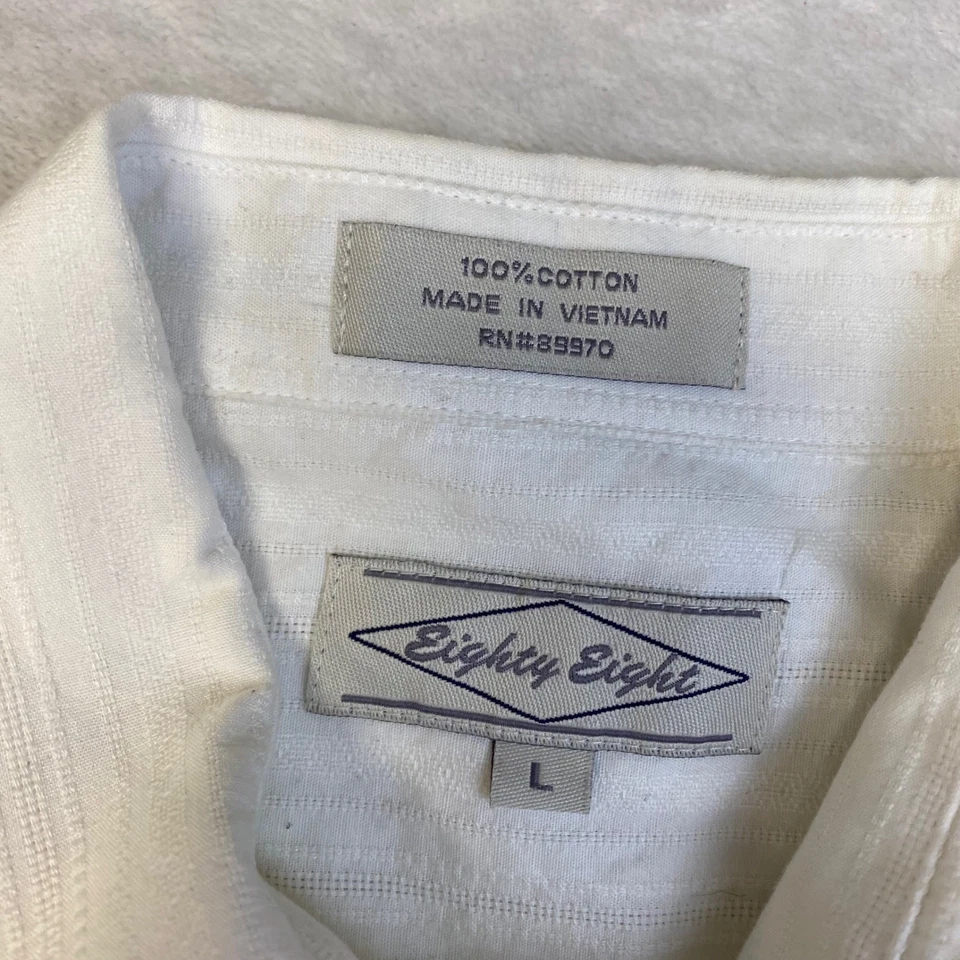 100%COTTON
MADE IN VIETNAM
RN#89970
Eighty Eight
L